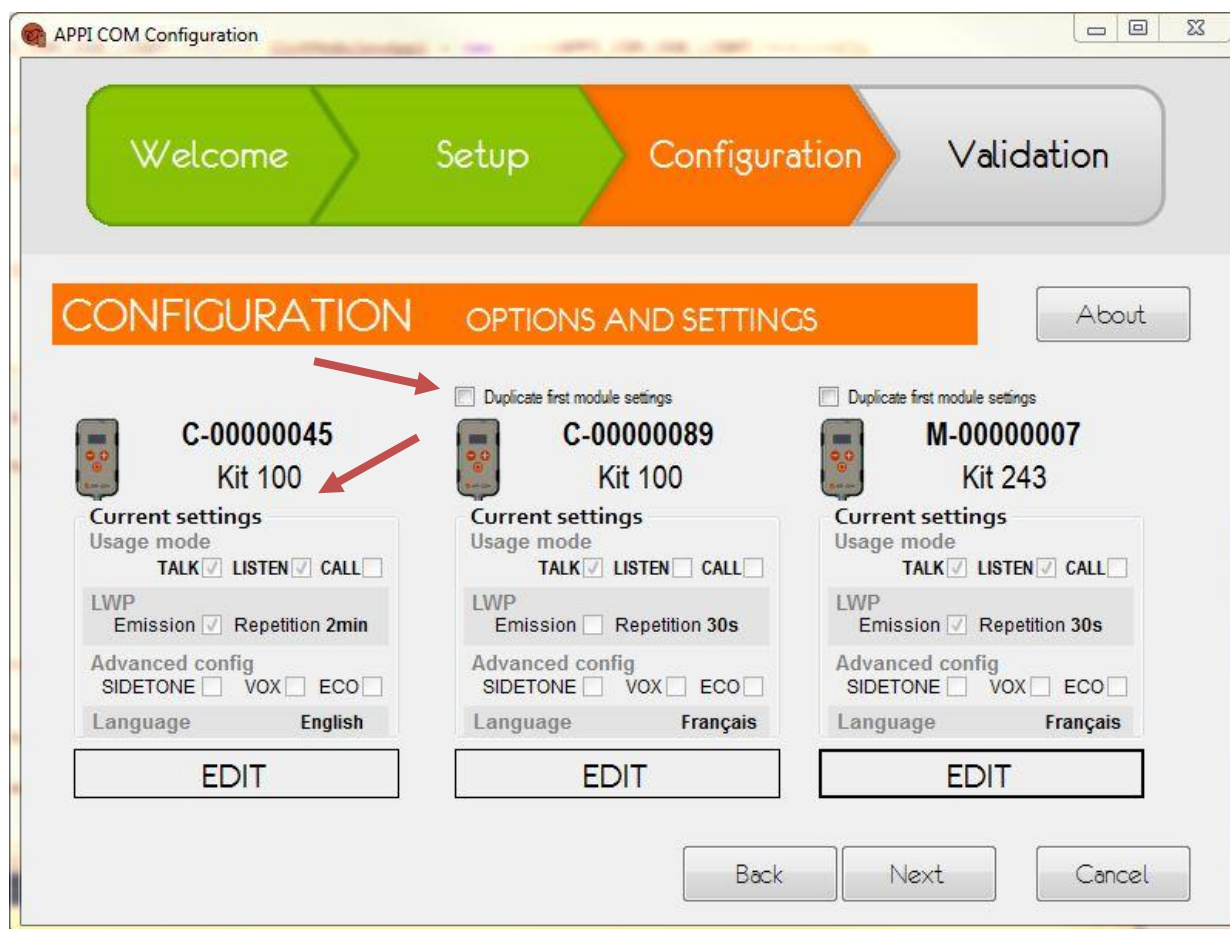 APPI COM Configuration
Welcome
Setup
Configuration
Validation
CONFIGURATION OPTIONS AND SETTINGS
About
Duplicate first module settings
Duplicate first module settings
C-00000045
Kit 100
Current settings
Usage mode
TALK LISTEN CALL
LWP
Emission Repetition 2min
Advanced config
SIDETONE VOX ECO
Language English
EDIT
C-00000089
Kit 100
Current settings
Usage mode
TALK LISTEN CALL
LWP
Emission Repetition 30s
Advanced config
SIDETONE VOX ECO
Language Français
EDIT
M-00000007
Kit 243
Current settings
Usage mode
TALK LISTEN CALL
LWP
Emission Repetition 30s
Advanced config
SIDETONE VOX ECO
Language Français
EDIT
Back
Next
Cancel